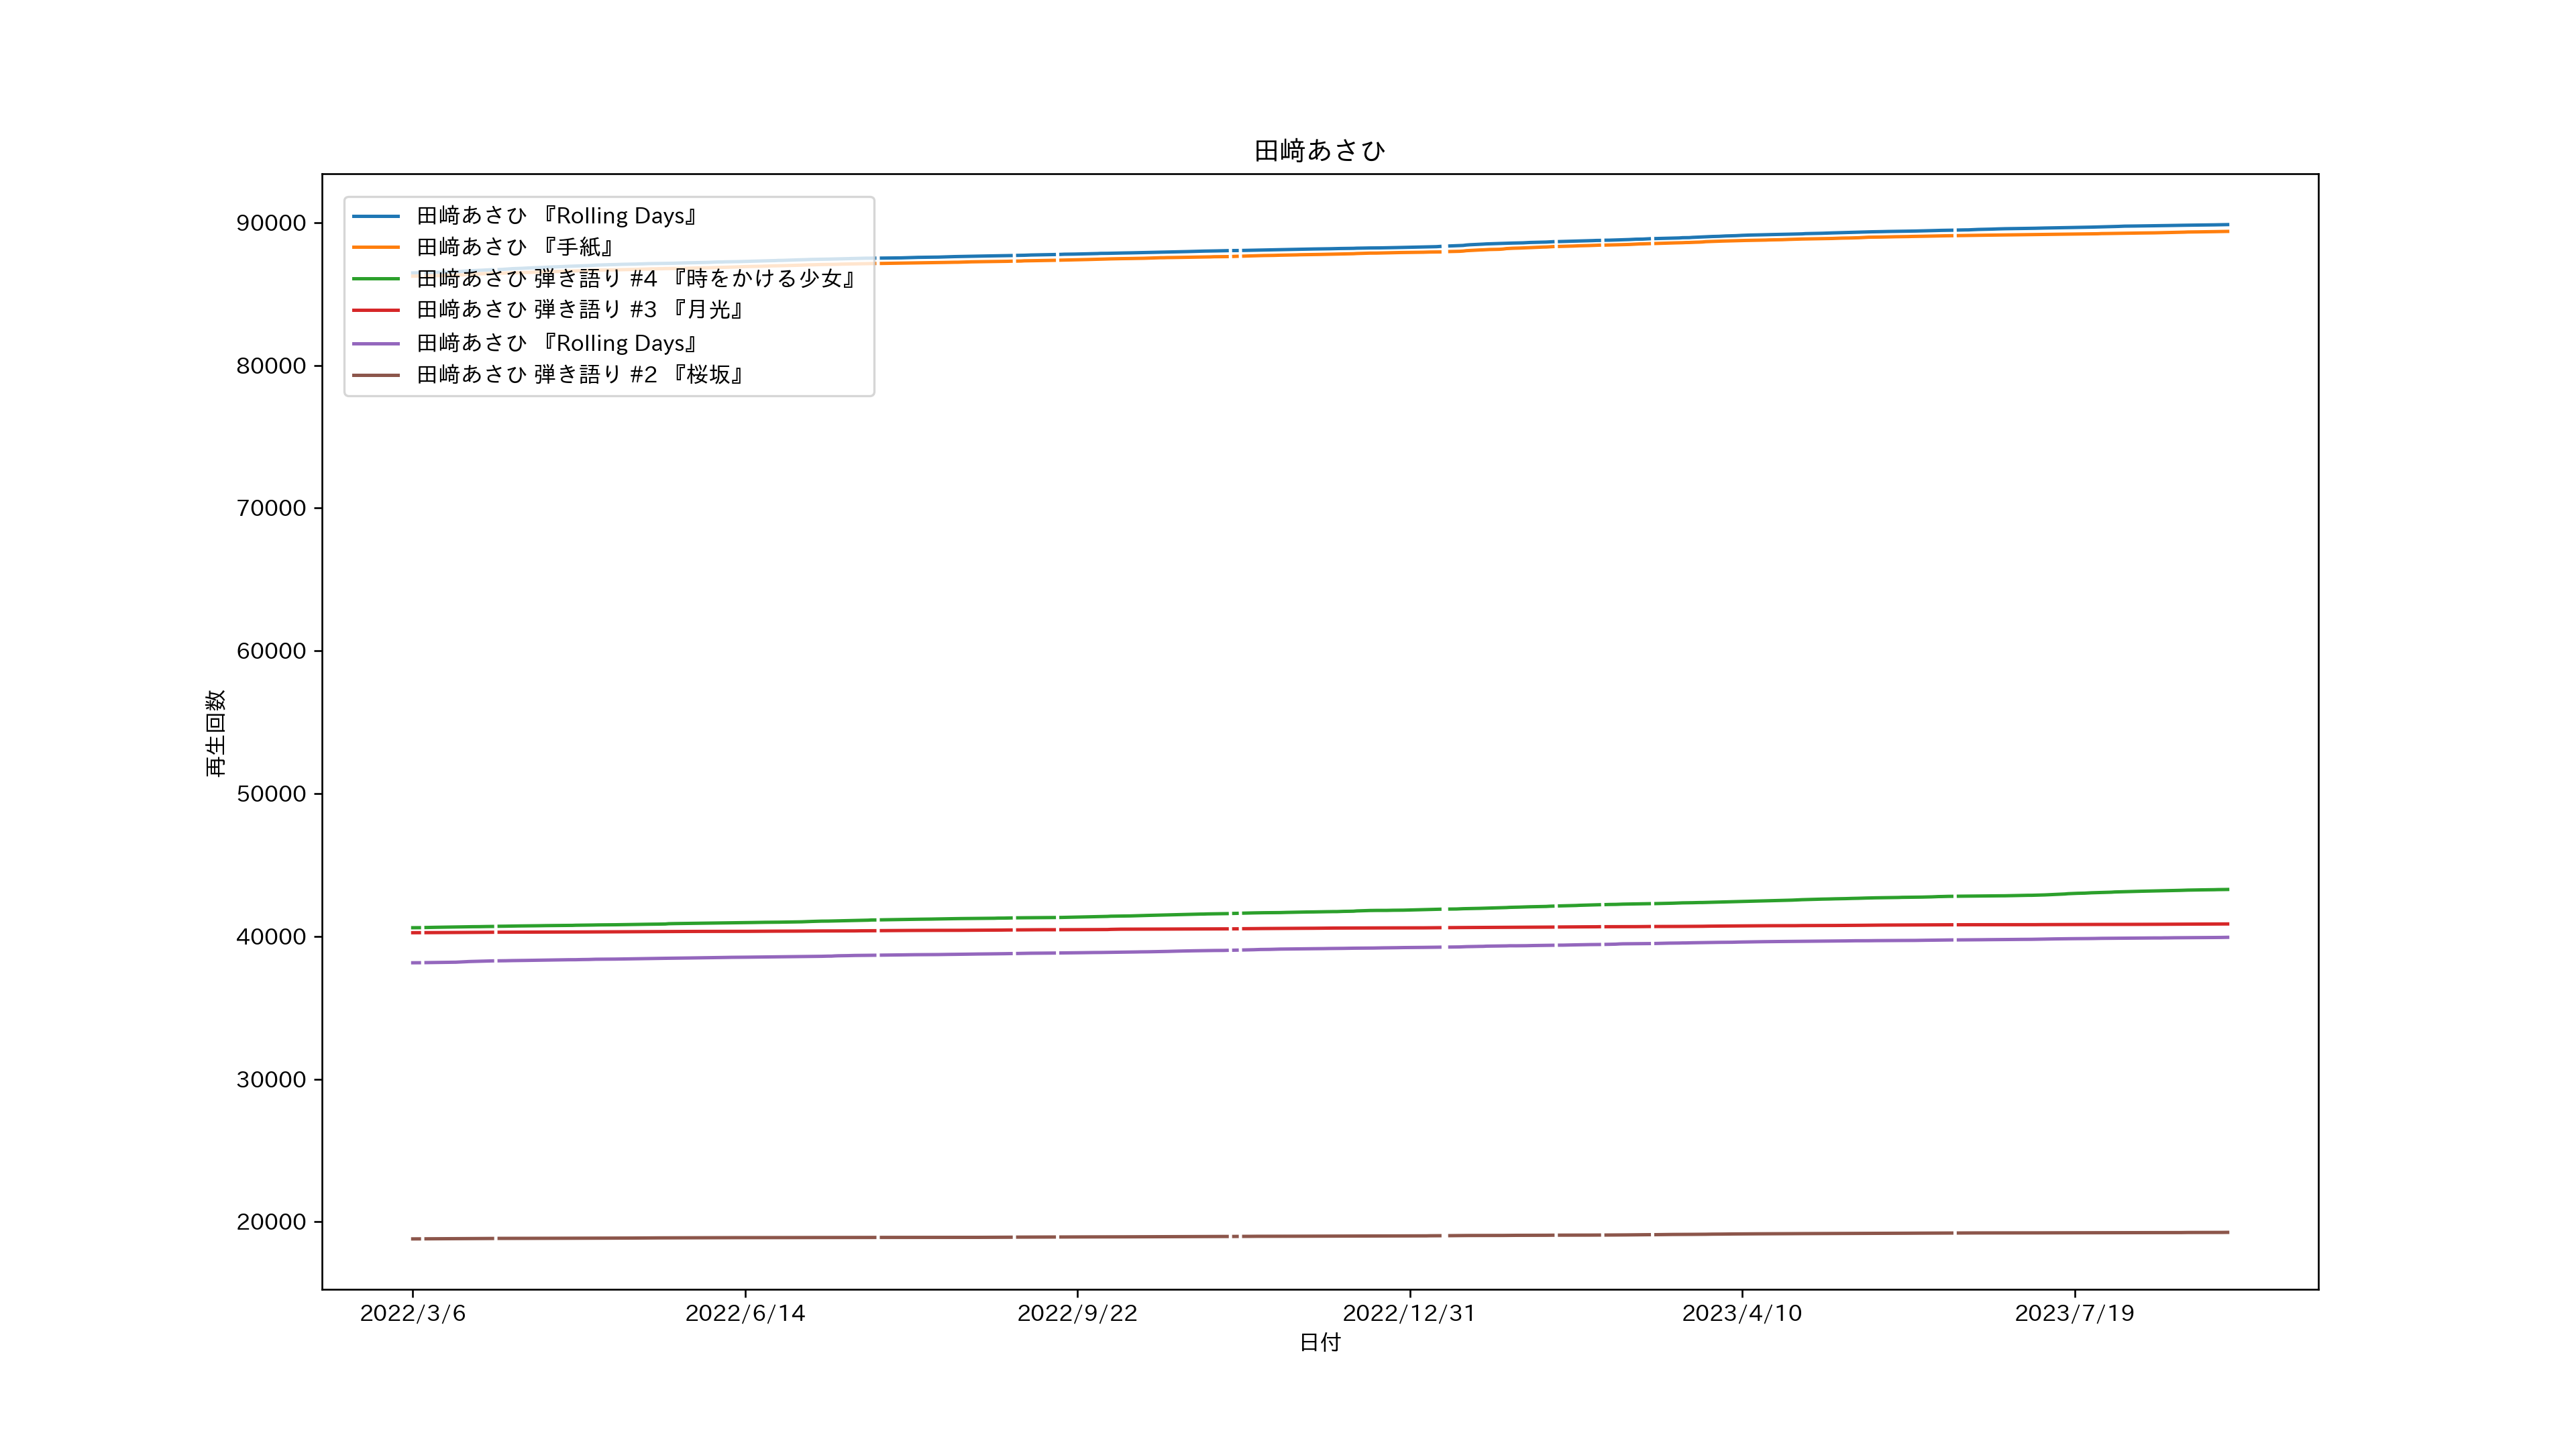 田﨑あさひ
田﨑あさひ 『Rolling Days』
田﨑あさひ 『手紙』
田﨑あさひ 弾き語り #4 『時をかける少女』
田﨑あさひ 弾き語り #3 『月光』
田﨑あさひ 『Rolling Days』
田﨑あさひ 弾き語り #2 『桜坂』
90000
80000
70000
60000
50000
40000
30000
20000
再生回数
2022/3/6
2022/6/14
2022/9/22
2022/12/31
2023/4/10
2023/7/19
日付